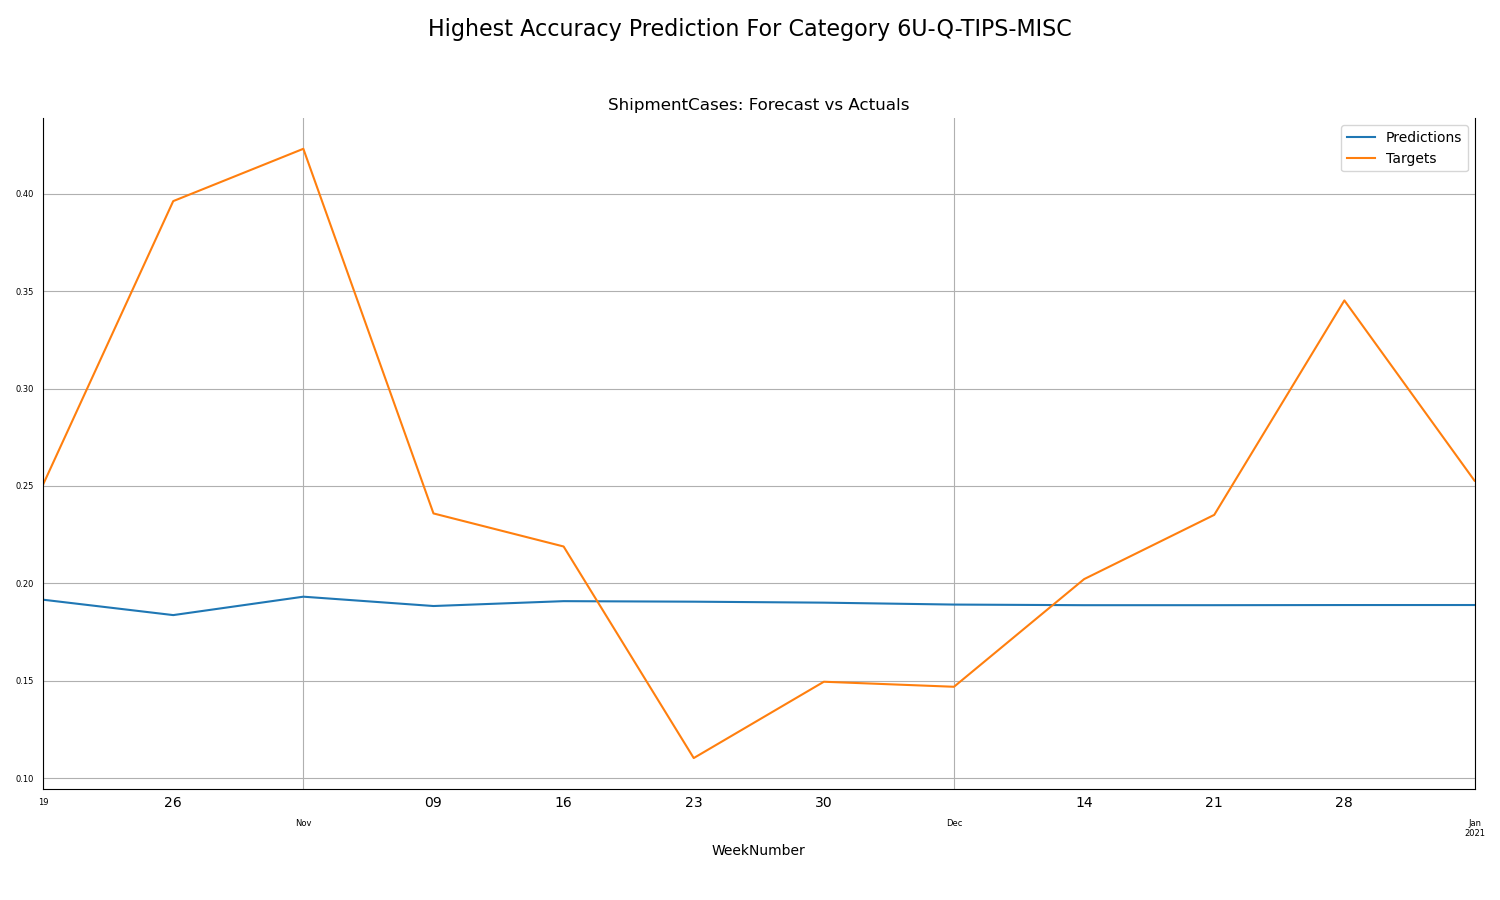 Highest Accuracy Prediction For Category 6U-Q-TIPS-MISC
ShipmentCases: Forecast vs Actuals
Predictions
Targets
0.40
0.35
0.30
0.25
0.20
0.15
0.10
19 26 09 16 23 30 14 21 28
Nov Dec Jan
2021
WeekNumber